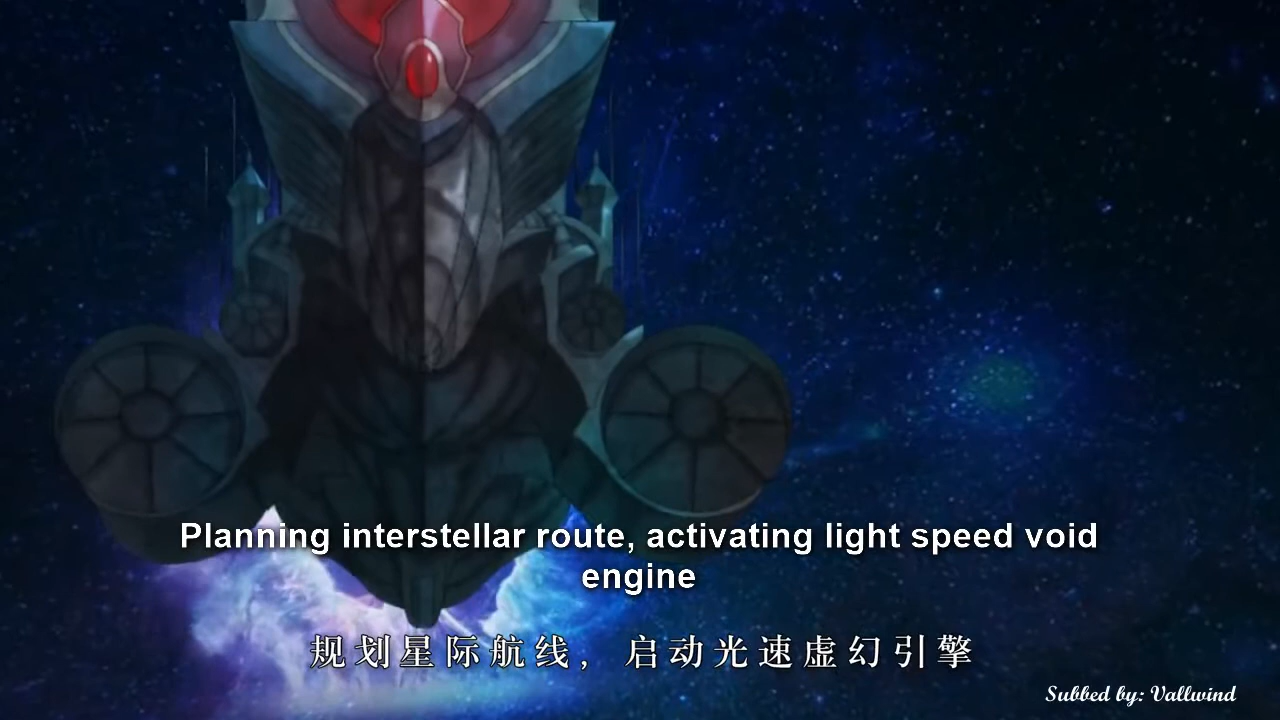 Planning interstellar route, activating light speed void
engine
规划星际航线，启动光速虚幻引擎
Subbed by: Vallwind